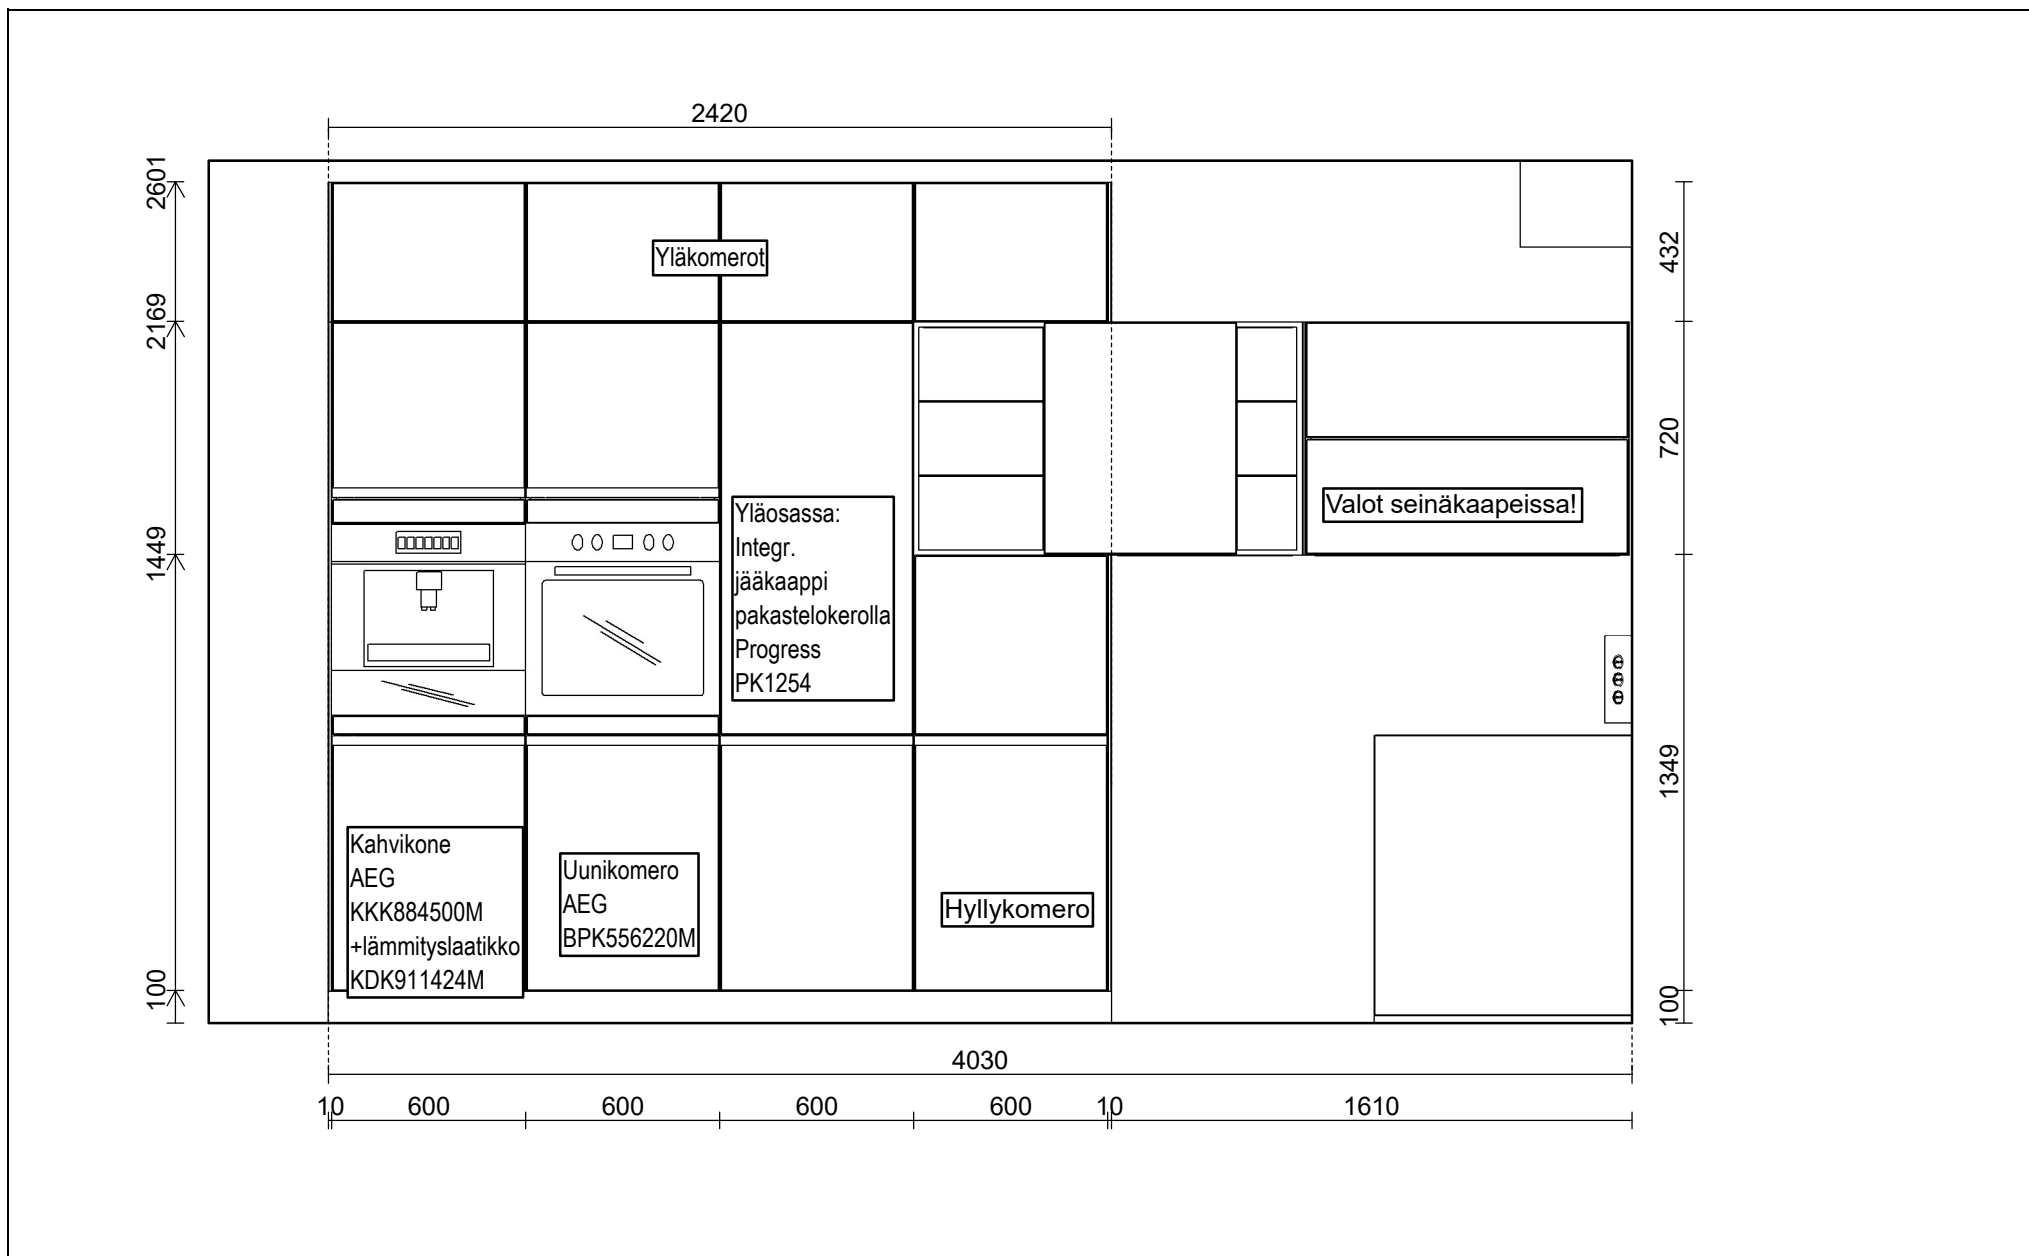 2420
2601
432
Yläkomerot
2169
720
Valot seinäkaapeissa!
Yläosassa:
Integr.
jääkaappi
pakastelokerolla
Progress
PK1254
1449
1349
Kahvikone
AEG
KKK884500M
+lämmityslaatikko
KDK911424M
Uunikomero
AEG
BPK556220M
Hyllykomero
100
100
4030
10 600 600 600 600 10 1610